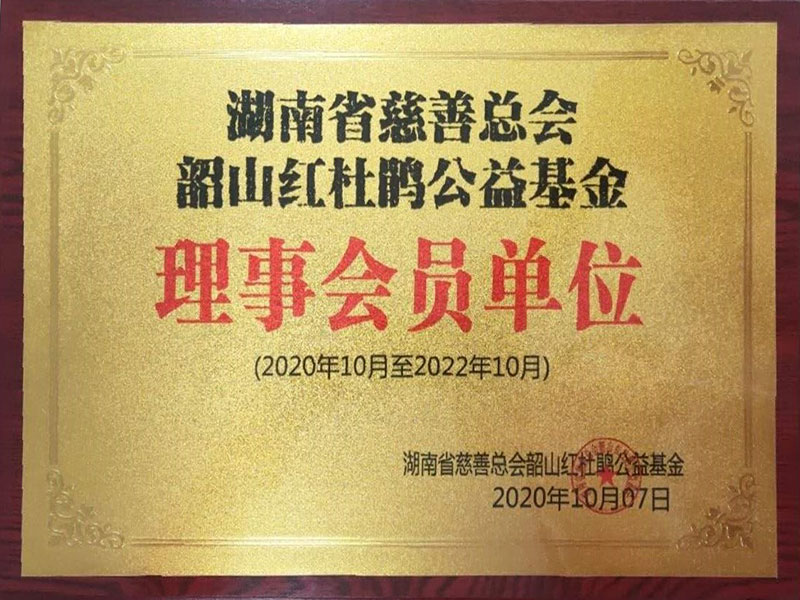 湖南省慈善总会
韶山红杜鹃公益基金
理事会员单位
(2020年10月至2022年10月)
湖南省慈善总会韶山红杜鹃公益基金
2020年10月07日